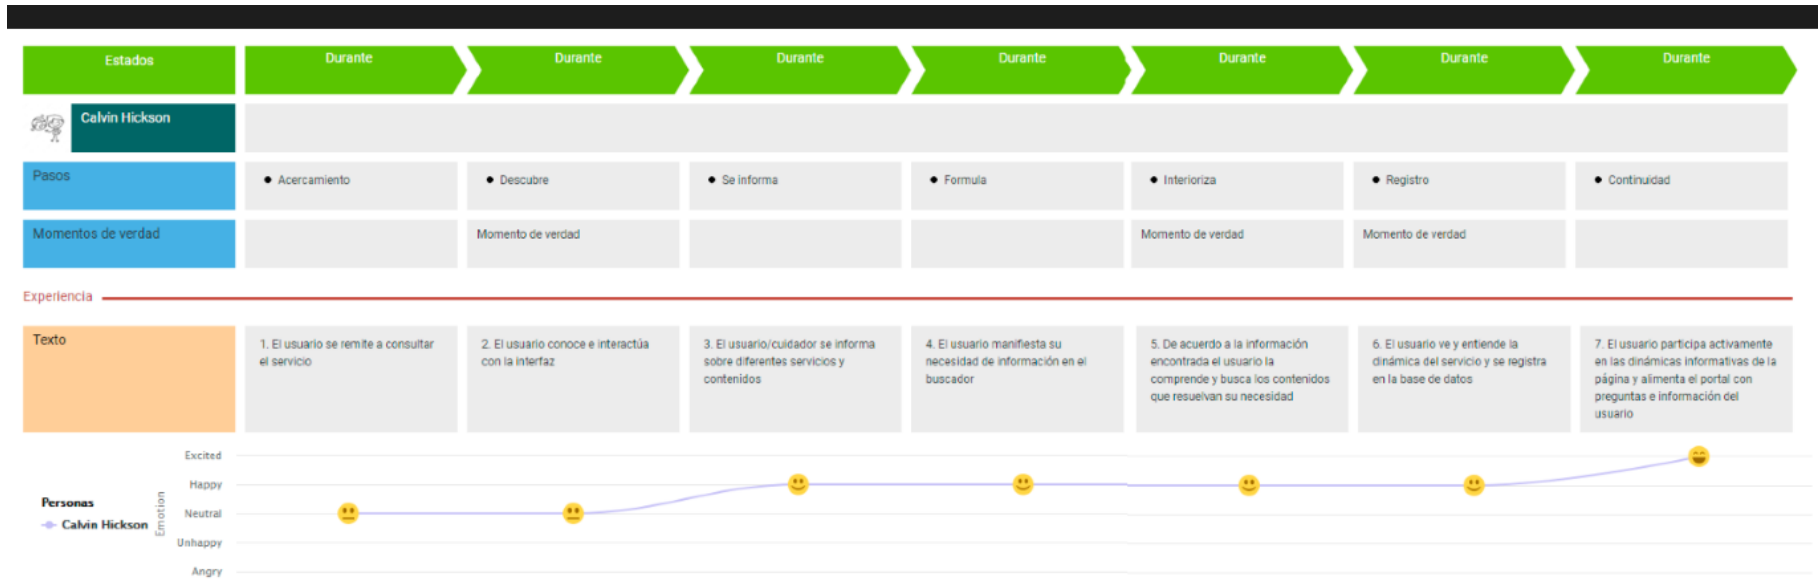 Estados
Durante
Durante
Durante
Durante
Durante
Durante
Durante
Calvin Hickson
Pasos
Acercamiento
Descubre
Se informa
Formula
Interioriza
Registro
Continuidad
Momentos de verdad
Momento de verdad
Momento de verdad
Momento de verdad
Experiencia
Texto
1. El usuario se remite a consultar
el servicio
2. El usuario conoce e interactúa
con la interfaz
3. El usuario/cuidador se informa
sobre diferentes servicios y
contenidos
4. El usuario manifiesta su
necesidad de información en el
buscador
5. De acuerdo a la información
encontrada el usuario la
comprende y busca los contenidos
que resuelvan su necesidad
6. El usuario ve y entiende la
dinámica del servicio y se registra
en la base de datos
7. El usuario participa activamente
en las dinámicas informativas de la
página y alimenta el portal con
preguntas e información del
usuario
Personas
Calvin Hickson
Emotion
Excited
Happy
Neutral
Unhappy
Angry